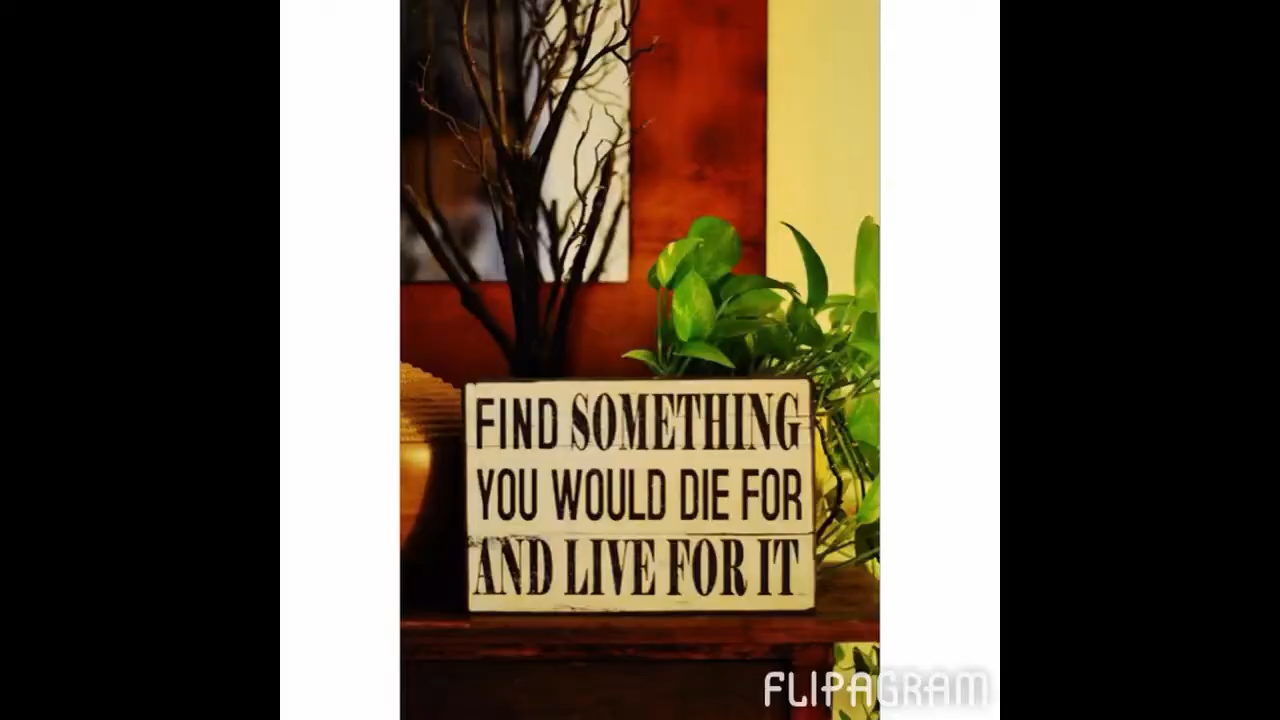 FIND SOMETHING
YOU WOULD DIE FOR
AND LIVE FOR IT
FLIPAGRAM